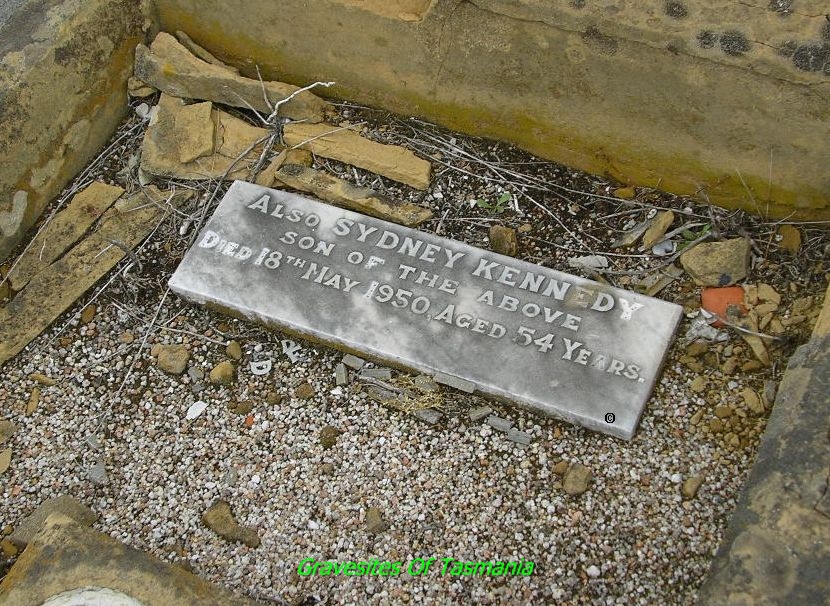 Also, SYDNEY KENNEDY
SON OF THE ABOVE
DIED 18TH MAY 1950, AGED 54 YEARS.
©
Gravesites Of Tasmania